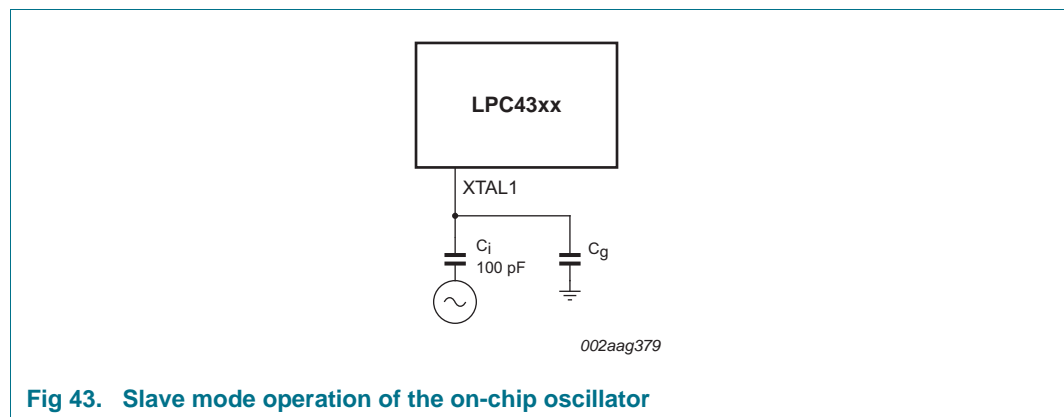 LPC43xx
XTAL1
Ci
100 pF
Cg
002aag379
Fig 43. Slave mode operation of the on-chip oscillator